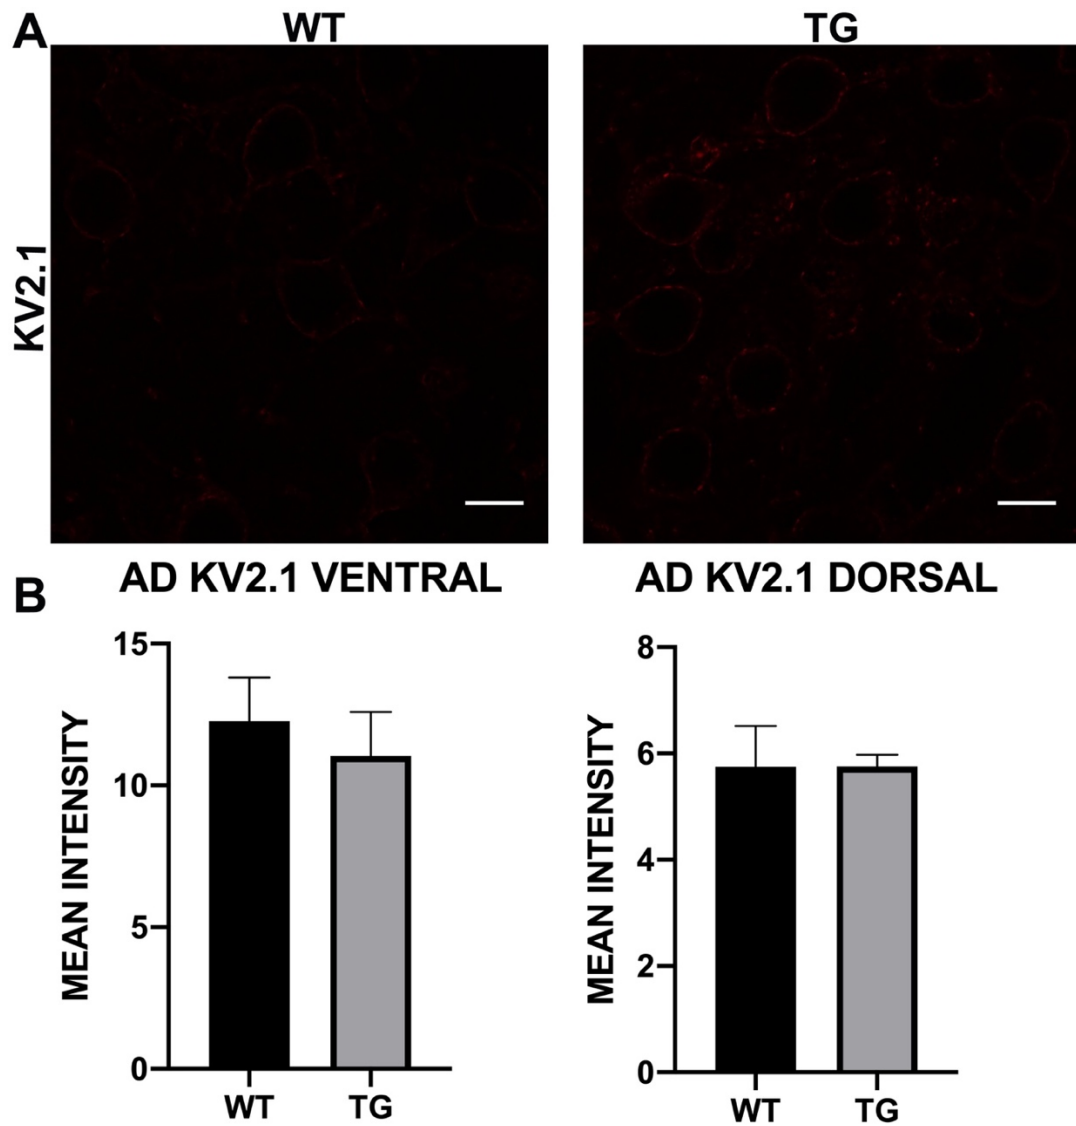 A
WT
TG
KV2.1
B
AD KV2.1 VENTRAL
MEAN INTENSITY
15
10
5
0
WT
TG
AD KV2.1 DORSAL
MEAN INTENSITY
8
6
4
2
0
WT
TG